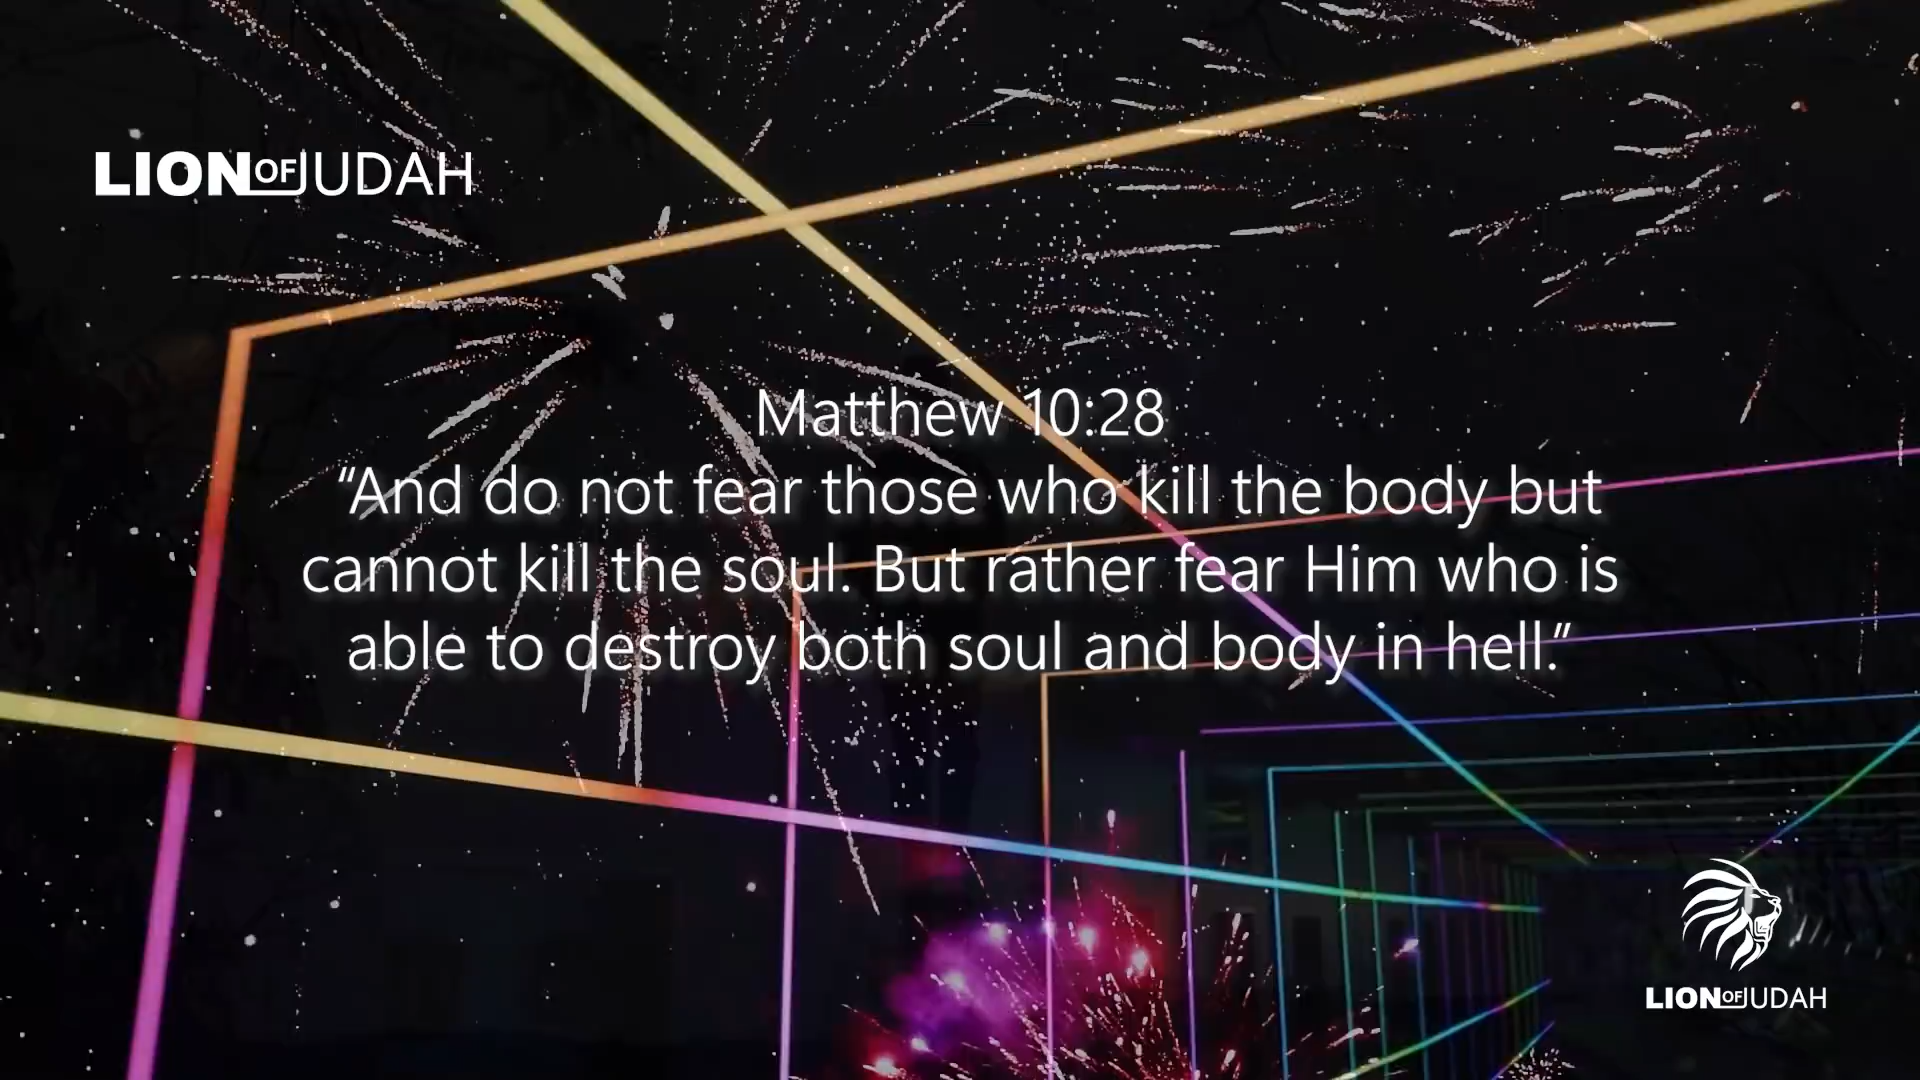 LION OF JUDAH
Matthew 10:28
“And do not fear those who kill the body but
cannot kill the soul. But rather fear Him who is
able to destroy both soul and body in hell.”
LION OF JUDAH